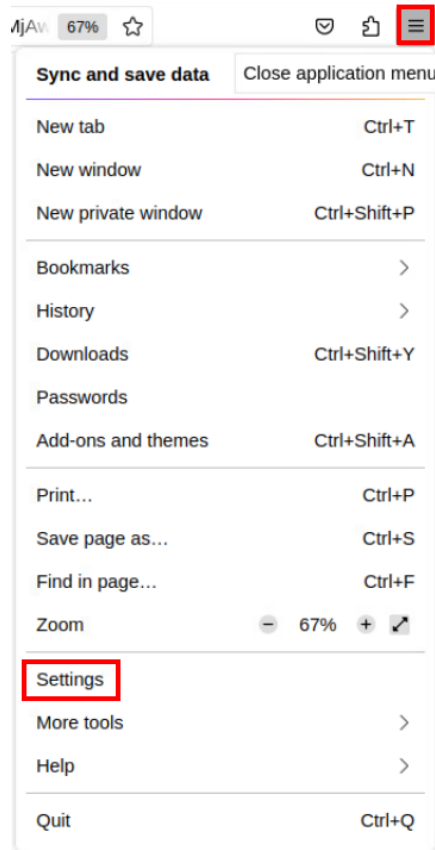 67%
Sync and save data Close application menu
New tab Ctrl+T
New window Ctrl+N
New private window Ctrl+Shift+P
Bookmarks
History
Downloads Ctrl+Shift+Y
Passwords
Add-ons and themes Ctrl+Shift+A
Print… Ctrl+P
Save page as… Ctrl+S
Find in page… Ctrl+F
Zoom − 67% +
Settings
More tools
Help
Quit Ctrl+Q